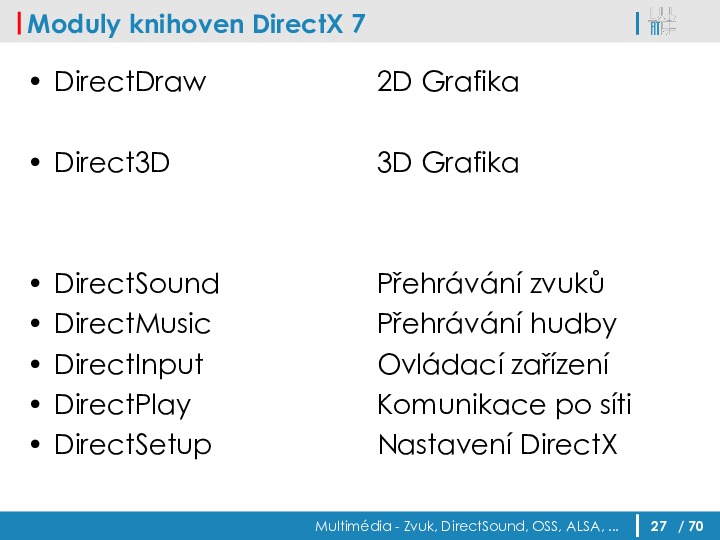 Moduly knihoven DirectX 7
• DirectDraw 2D Grafika
• Direct3D 3D Grafika
• DirectSound Přehrávání zvuků
• DirectMusic Přehrávání hudby
• DirectInput Ovládací zařízení
• DirectPlay Komunikace po síti
• DirectSetup Nastavení DirectX
Multimédia - Zvuk, DirectSound, OSS, ALSA, ... 27 / 70